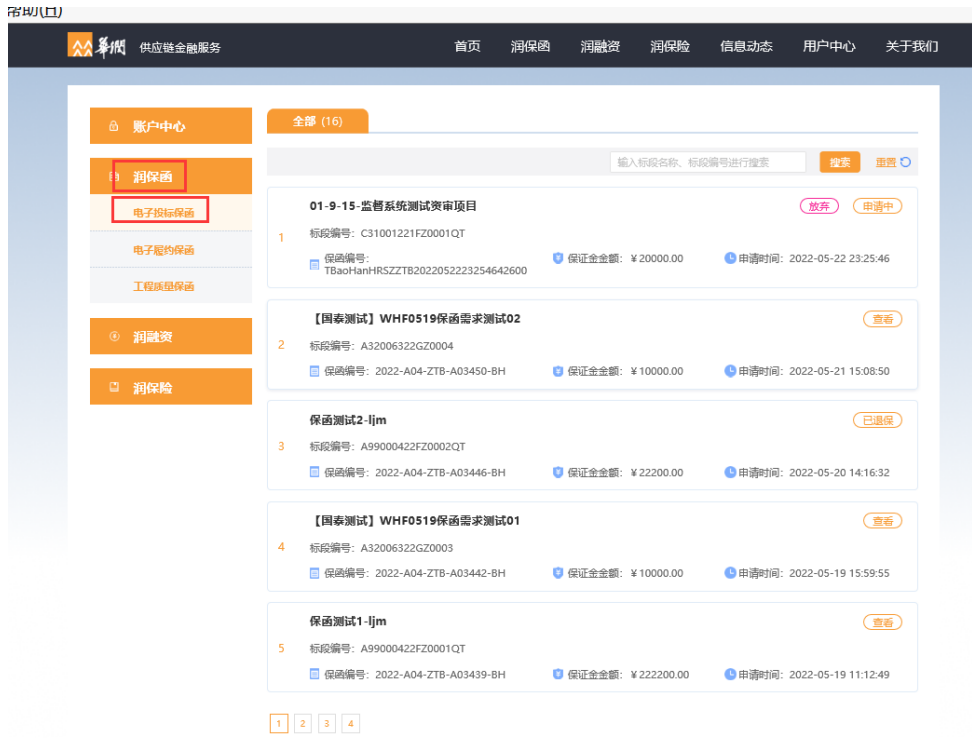 帮助(H)
华润 供应链金融服务 首页 润保函 润融资 润保险 信息动态 用户中心 关于我们
账户中心
润保函
电子投标保函
电子履约保函
工程质量保函
润融资
润保险
全部 (16)
输入标段名称、标段编号进行搜索 搜索 重置
01-9-15-监督系统测试资审项目 放弃 申请中
1 标段编号: C31001221FZ0001QT
保函编号:
TBaoHanHRSZZTB2022052223254642600 保证金金额: ¥20000.00 申请时间: 2022-05-22 23:25:46
【国泰测试】WHF0519保函需求测试02 查看
2 标段编号: A32006322GZ0004
保函编号: 2022-A04-ZTB-A03450-BH 保证金金额: ¥10000.00 申请时间: 2022-05-21 15:08:50
保函测试2-ljm 已退保
3 标段编号: A99000422FZ0002QT
保函编号: 2022-A04-ZTB-A03446-BH 保证金金额: ¥22200.00 申请时间: 2022-05-20 14:16:32
【国泰测试】WHF0519保函需求测试01 查看
4 标段编号: A32006322GZ0003
保函编号: 2022-A04-ZTB-A03442-BH 保证金金额: ¥10000.00 申请时间: 2022-05-19 15:59:55
保函测试1-ljm 查看
5 标段编号: A99000422FZ0001QT
保函编号: 2022-A04-ZTB-A03439-BH 保证金金额: ¥222200.00 申请时间: 2022-05-19 11:12:49
1 2 3 4